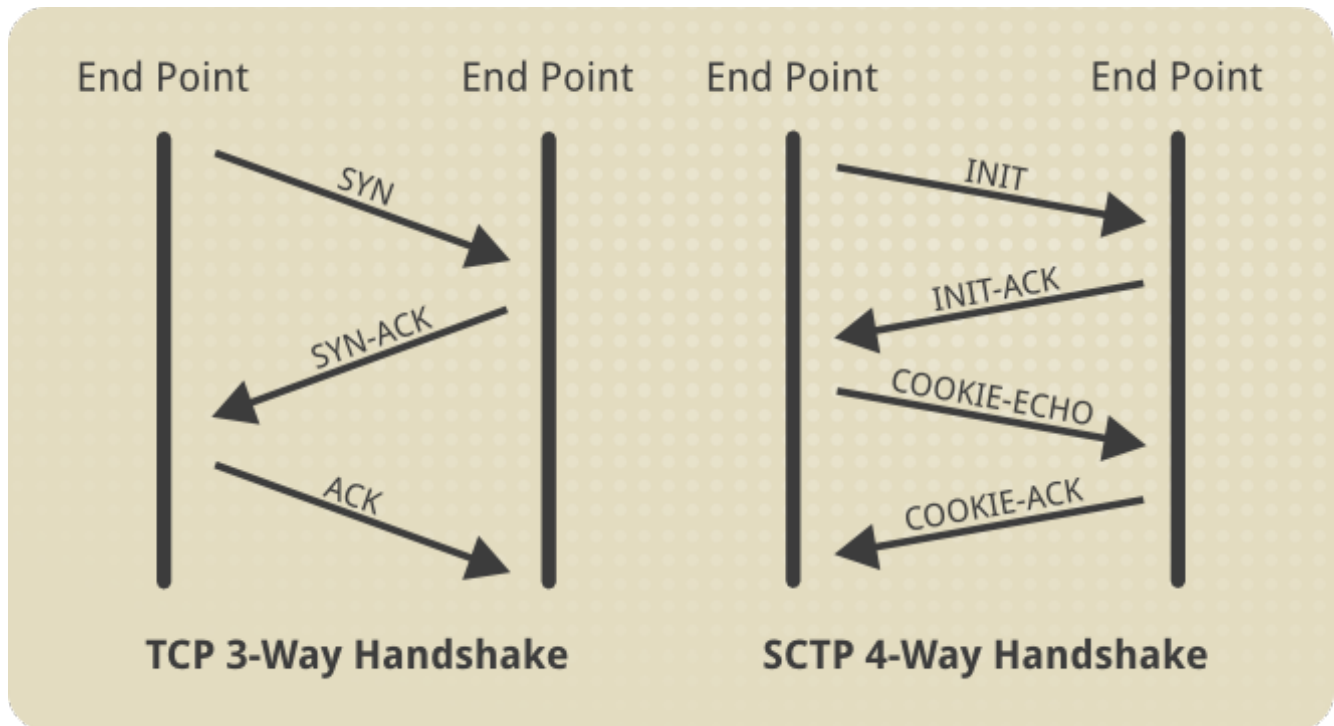 End Point
End Point
SYN
SYN-ACK
ACK
TCP 3-Way Handshake
End Point
End Point
INIT
INIT-ACK
COOKIE-ECHO
COOKIE-ACK
SCTP 4-Way Handshake